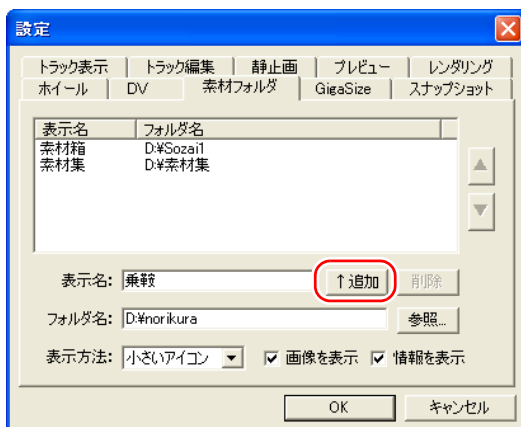 設定
トラック表示 トラック編集 静止画 プレビュー レンダリング
ホイール DV 素材フォルダ GigaSize スナップショット
表示名 フォルダ名
素材箱 D:¥Sozai1
素材集 D:¥素材集
表示名: 乗鞍 ↑追加 削除
フォルダ名: D:¥norikura 参照...
表示方法: 小さいアイコン 画像を表示 情報を表示
OK キャンセル